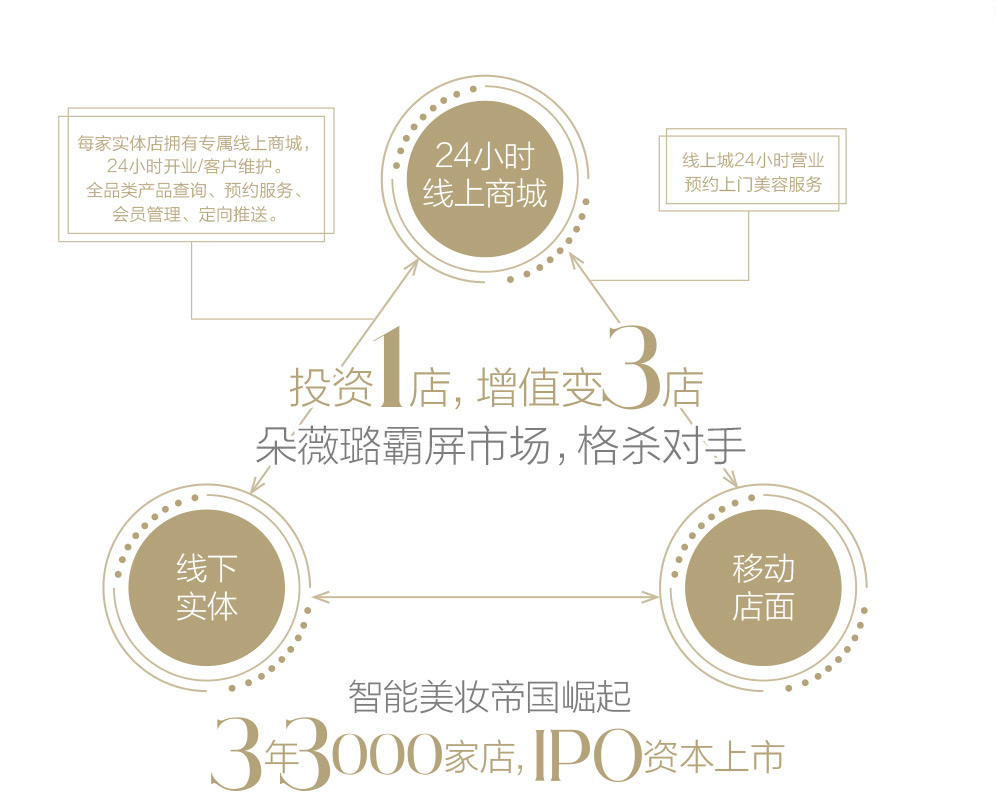 24小时
线上商城
每家实体店拥有专属线上商城，
24小时开业/客户维护。
全品类产品查询、预约服务、
会员管理、定向推送。
线上城24小时营业
预约上门美容服务
投资1店，增值变3店
朵薇璐霸屏市场，格杀对手
线下
实体
移动
店面
智能美妆帝国崛起
3年3000家店，IPO资本上市